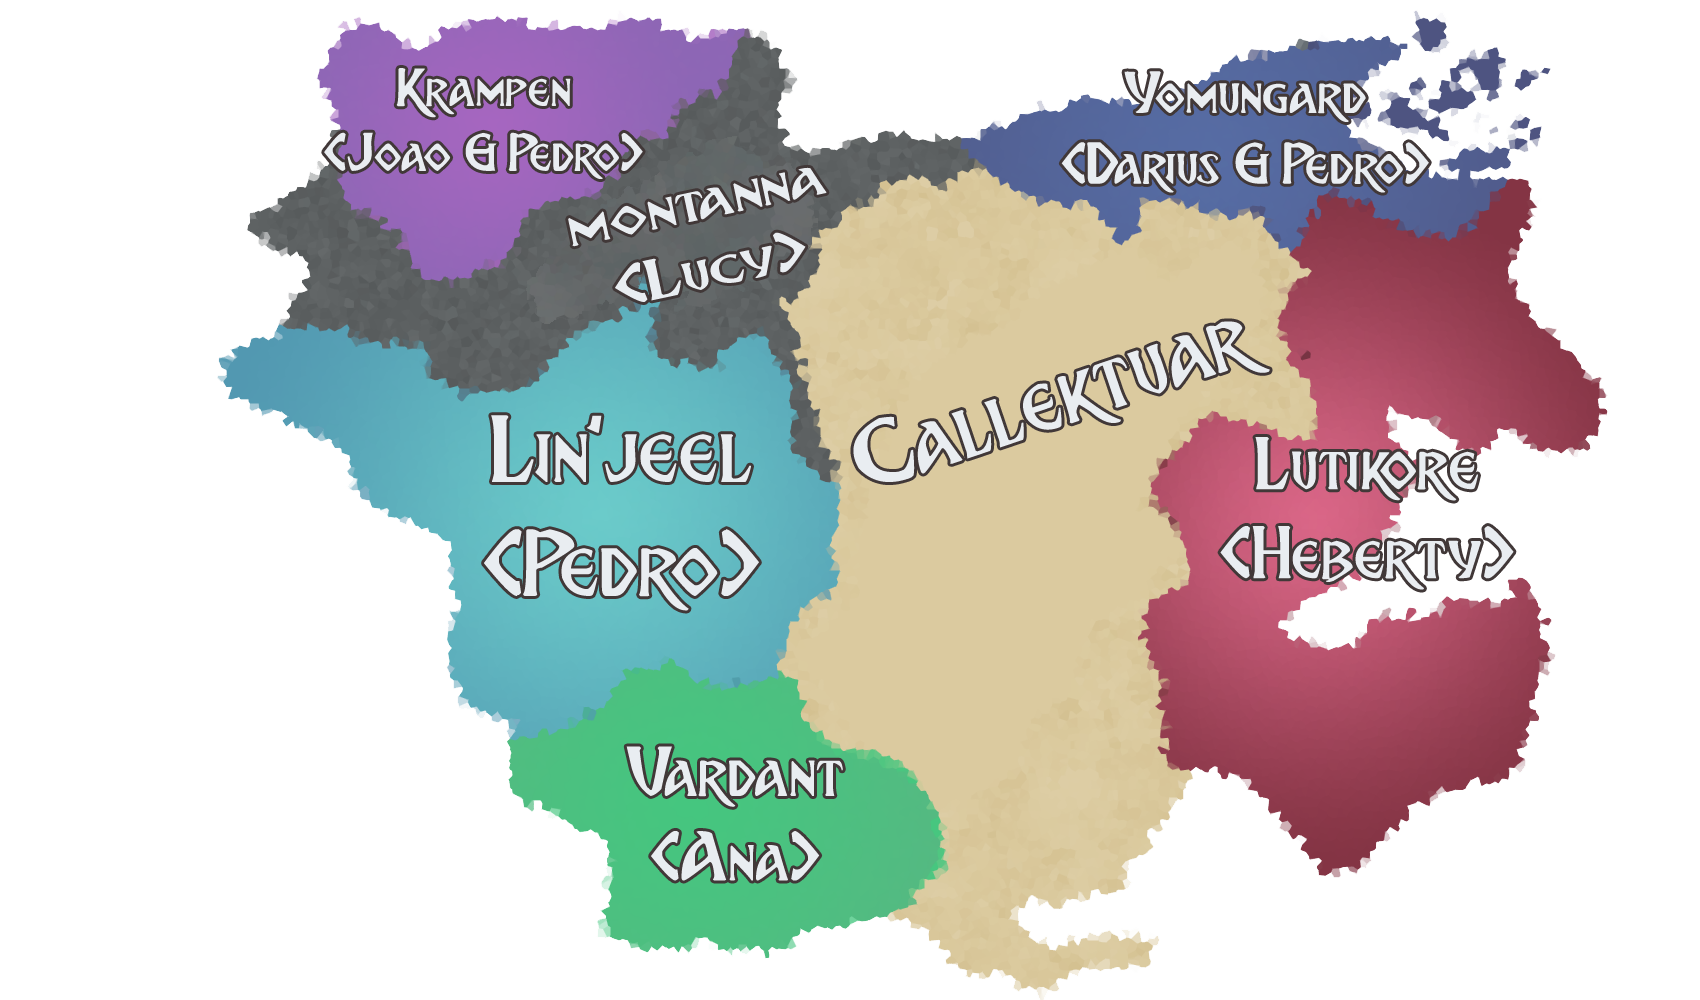 Krampen
<Joao & Pedro>
Yomungard
<Darius & Pedro>
Montanna
<Lucy>
Callektuar
Lin'jeel
<Pedro>
Lutikore
<Heberty>
Vardant
<Ana>